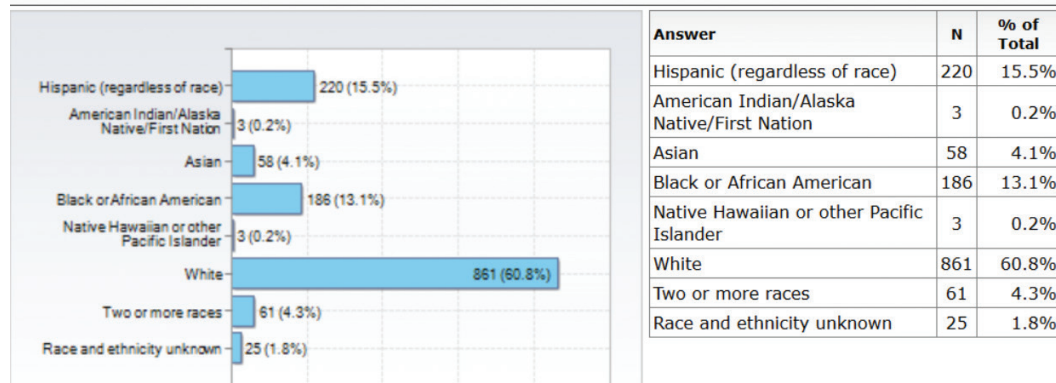 Hispanic (regardless of race)
220 (15.5%)
American Indian/Alaska
Native/First Nation
3 (0.2%)
Asian
58 (4.1%)
Black or African American
186 (13.1%)
Native Hawaiian or other
Pacific Islander
3 (0.2%)
White
861 (60.8%)
Two or more races
61 (4.3%)
Race and ethnicity unknown
25 (1.8%)
Answer N % of
Total
Hispanic (regardless of race) 220 15.5%
American Indian/Alaska
Native/First Nation 3 0.2%
Asian 58 4.1%
Black or African American 186 13.1%
Native Hawaiian or other Pacific
Islander 3 0.2%
White 861 60.8%
Two or more races 61 4.3%
Race and ethnicity unknown 25 1.8%